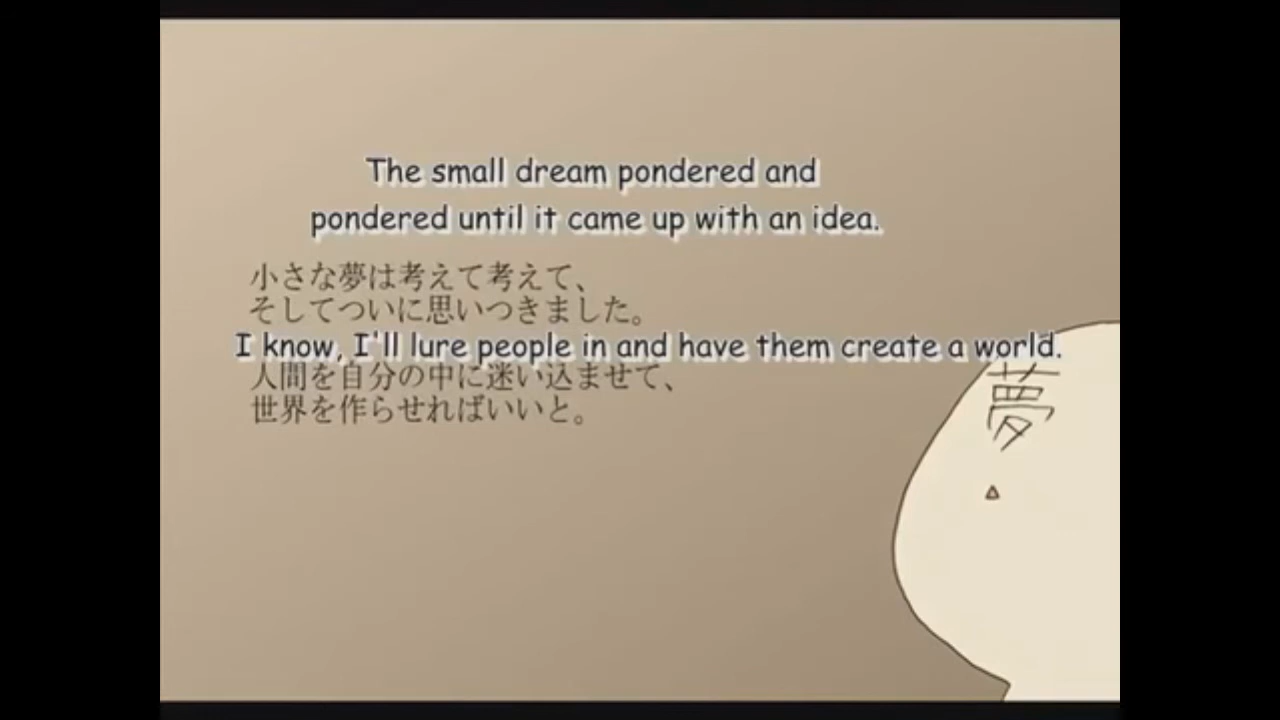 The small dream pondered and
pondered until it came up with an idea.
小さな夢は考えて考えて、
そしてついに思いつきました。
I know, I'll lure people in and have them create a world.
人間を自分の中に迷い込ませて、
世界を作らせればいいと。
夢